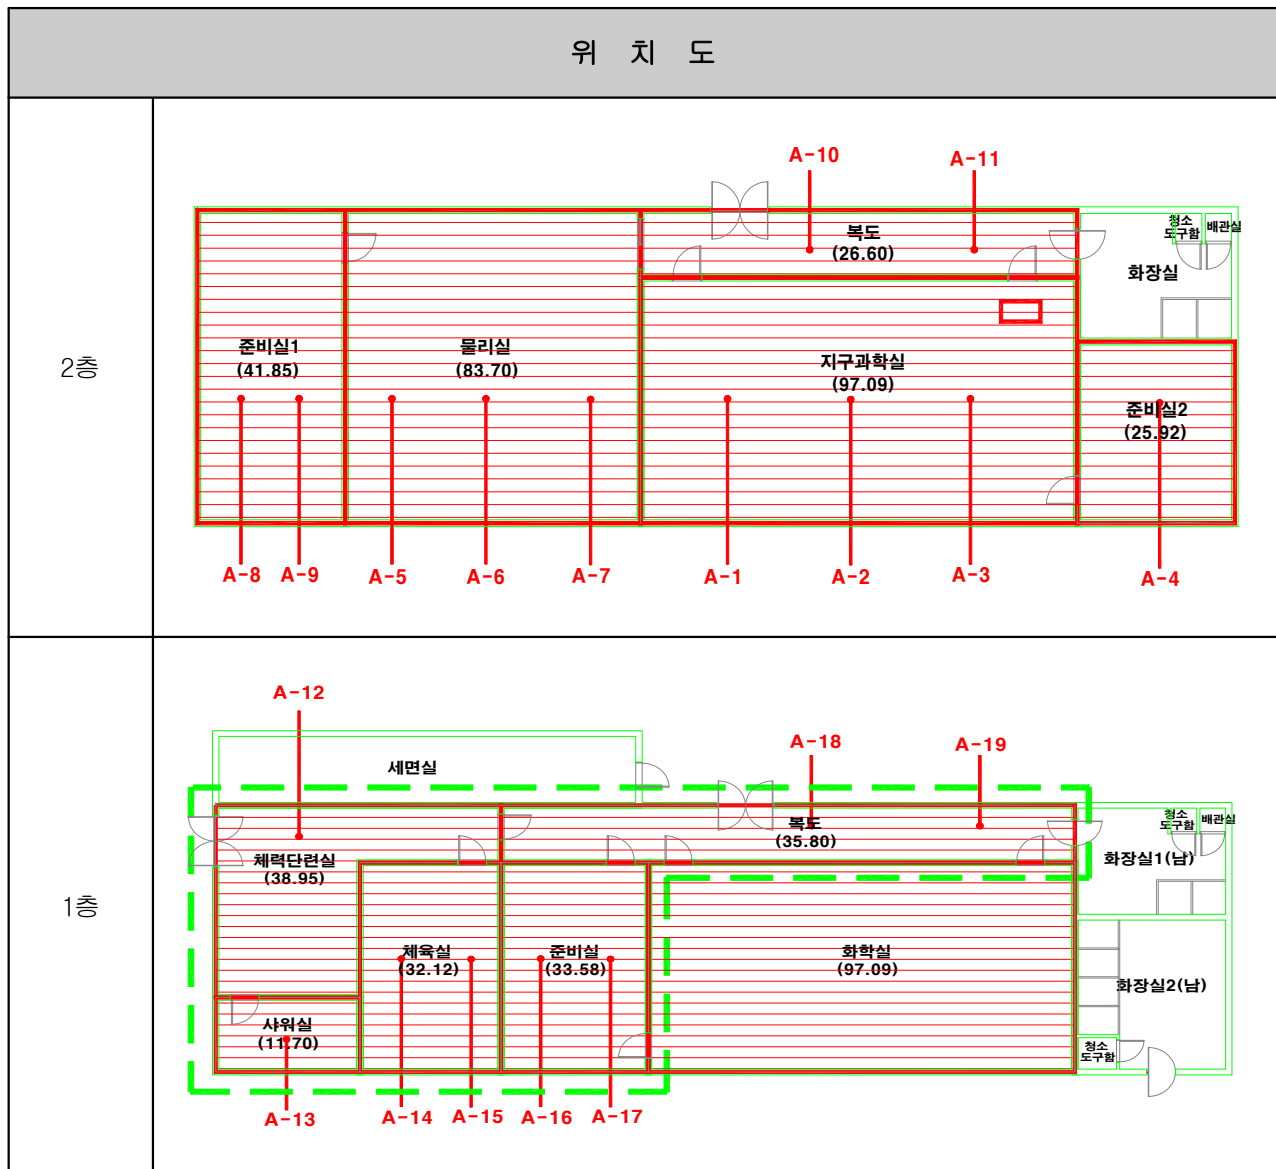 위 치 도
2층
A-10
A-11
청소
도구함
배관실
복도
(26.60)
화장실
준비실1
(41.85)
물리실
(83.70)
지구과학실
(97.09)
준비실2
(25.92)
A-8
A-9
A-5
A-6
A-7
A-1
A-2
A-3
A-4
1층
A-12
A-18
A-19
세면실
청소
도구함
배관실
복도
(35.80)
체력단련실
(38.95)
화장실1(남)
체육실
(32.12)
준비실
(33.58)
화학실
(97.09)
화장실2(남)
샤워실
(11.70)
청소
도구함
A-13
A-14
A-15
A-16
A-17